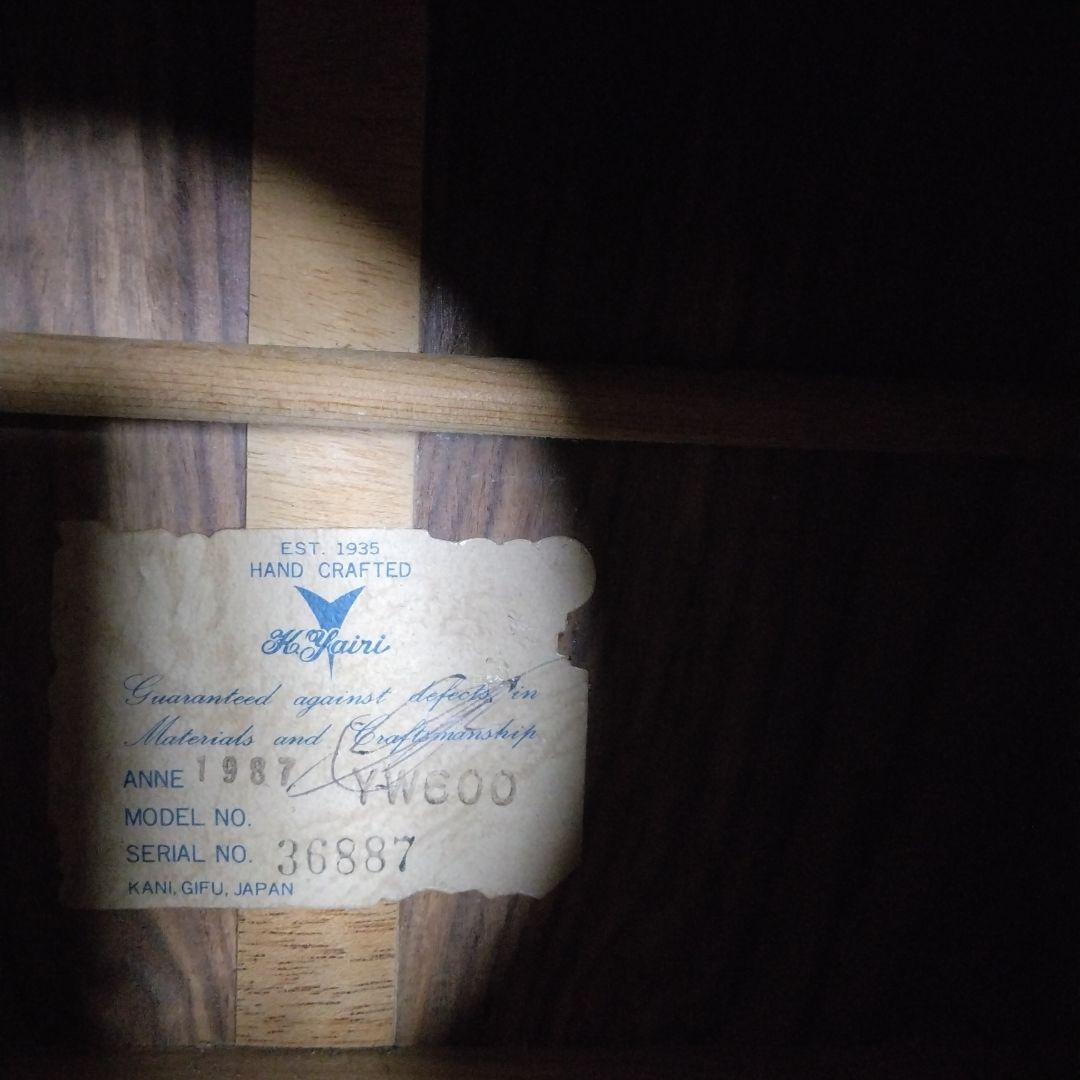 EST. 1935
HAND CRAFTED
K.Yairi
Guaranteed against defects in
Materials and Craftsmanship
ANNE 1987 YW600
MODEL NO.
SERIAL NO. 36887
KANI, GIFU, JAPAN